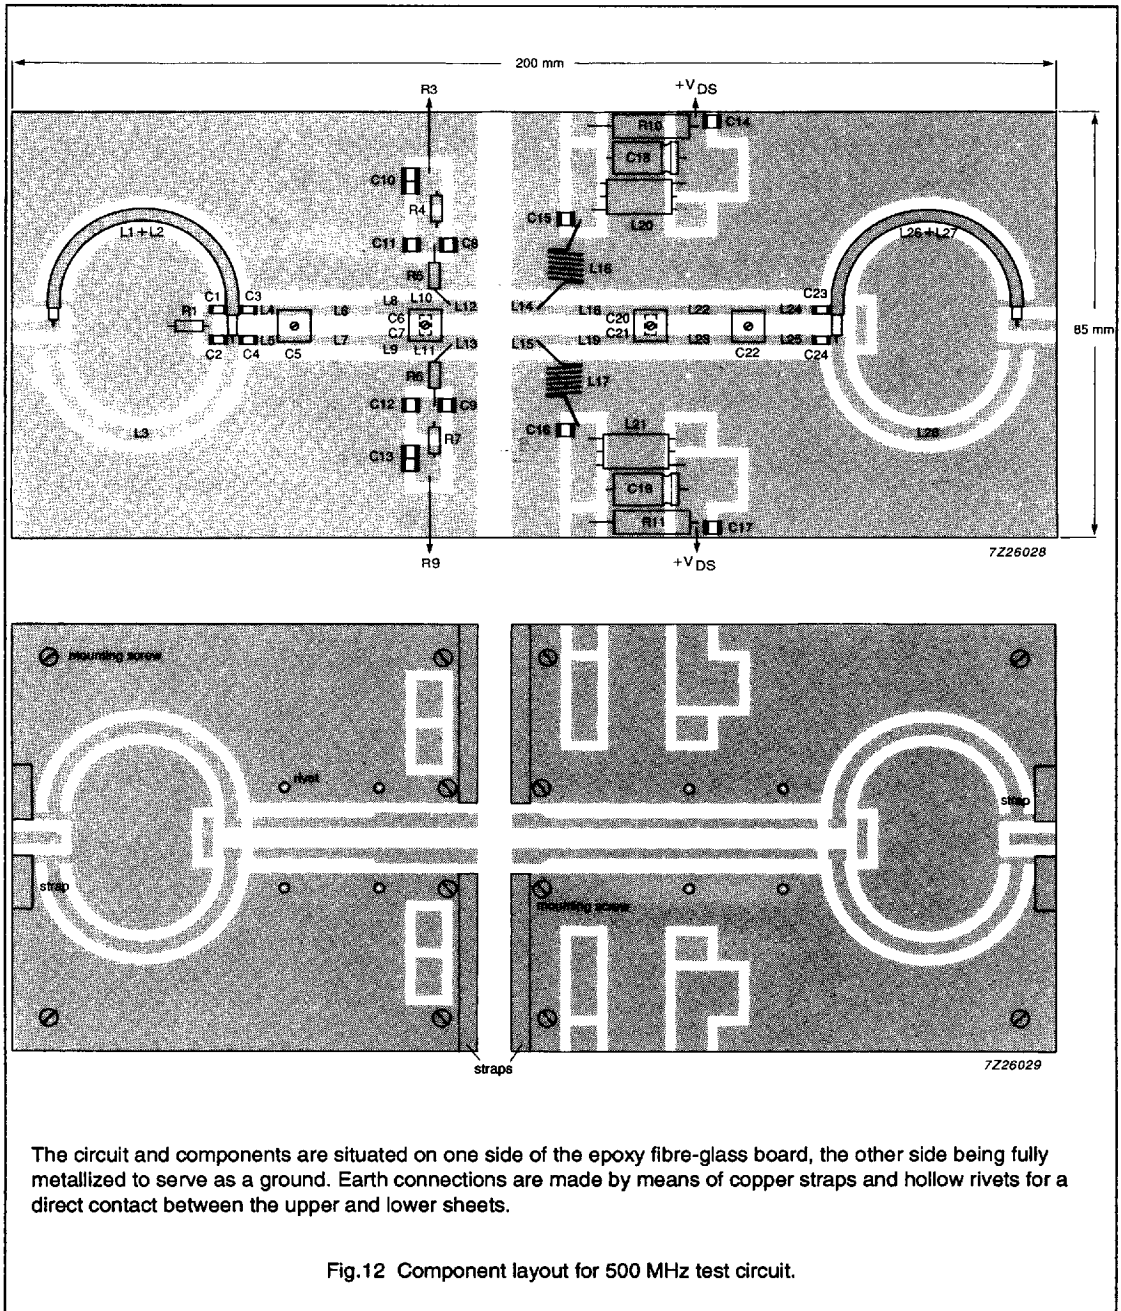 200 mm
R3
+VDS
R10
C14
C18
C10
R4
C15
L20
L1+L2
L26+L27
C11
C8
L16
R5
C1
C3
L8
L10
L12
L14
C23
R1
L4
L6
C6
C20
L18
L22
L24
85 mm
C7
C21
C2
C4
L5
C5
L7
L9
L11
L13
L15
L19
L23
C22
L25
C24
R6
L17
C12
C9
L3
R7
C16
L21
L28
C13
C19
R11
C17
7Z26028
R9
+VDS
mounting screw
rivet
strap
strap
mounting screw
straps
7Z26029
The circuit and components are situated on one side of the epoxy fibre-glass board, the other side being fully
metallized to serve as a ground. Earth connections are made by means of copper straps and hollow rivets for a
direct contact between the upper and lower sheets.
Fig.12 Component layout for 500 MHz test circuit.